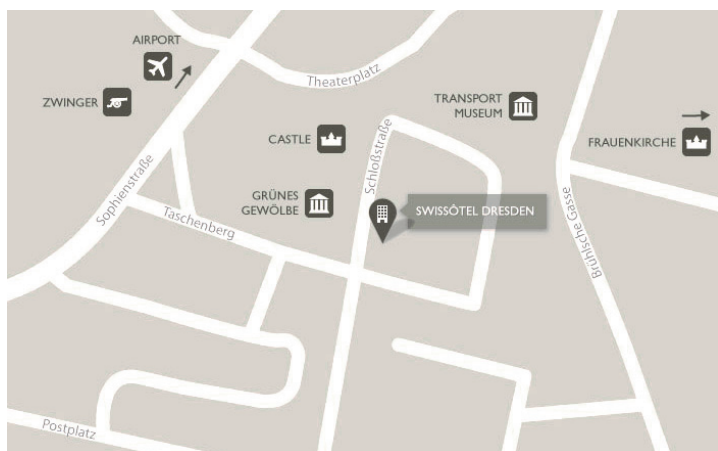 AIRPORT
Theaterplatz
ZWINGER
TRANSPORT
MUSEUM
CASTLE
FRAUENKIRCHE
Sophienstraße
Schloßstraße
GRÜNES
GEWÖLBE
SWISSÔTEL DRESDEN
Taschenberg
Brühlsche Gasse
Postplatz